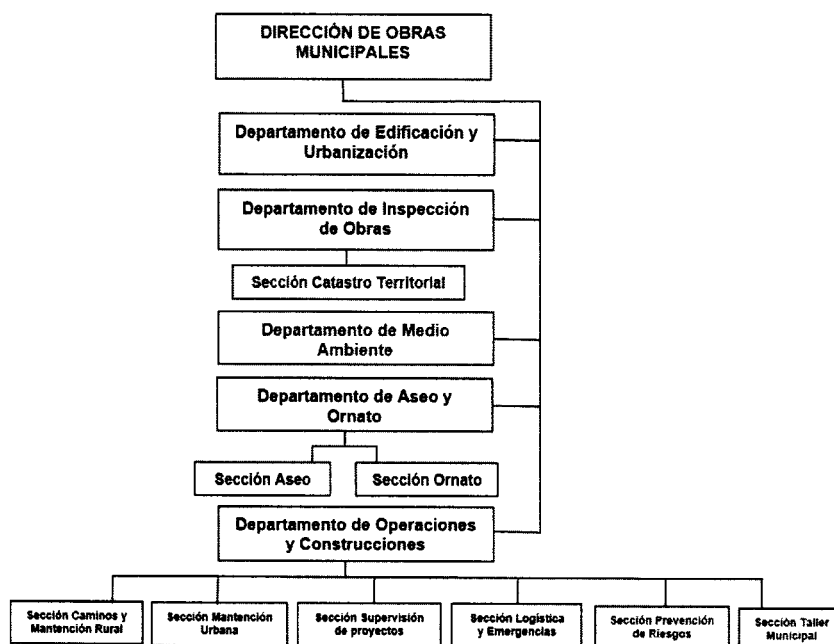 DIRECCIÓN DE OBRAS
MUNICIPALES
Departamento de Edificación y
Urbanización
Departamento de Inspección
de Obras
Sección Catastro Territorial
Departamento de Medio
Ambiente
Departamento de Aseo y
Ornato
Sección Aseo
Sección Ornato
Departamento de Operaciones
y Construcciones
Sección Caminos y
Mantención Rural
Sección Mantención
Urbana
Sección Supervisión
de proyectos
Sección Logística
y Emergencias
Sección Prevención
de Riesgos
Sección Taller
Municipal